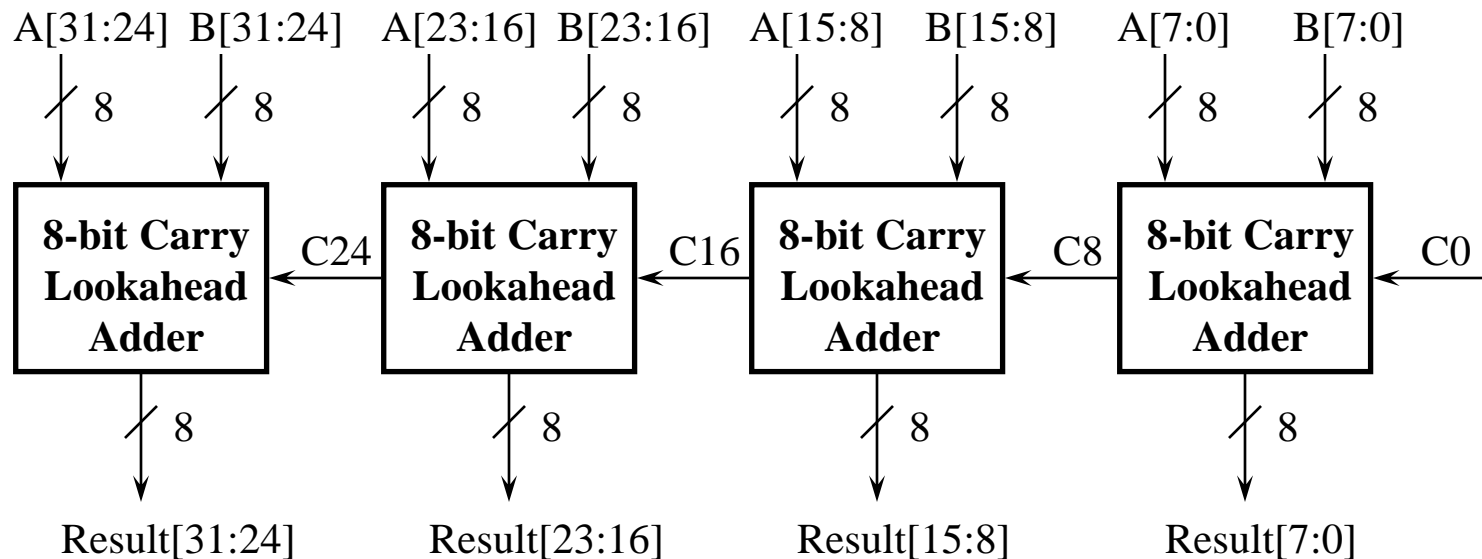 A[31:24] B[31:24] A[23:16] B[23:16] A[15:8] B[15:8] A[7:0] B[7:0]
8 8 8 8 8 8 8 8
8-bit Carry
Lookahead
Adder
C24
8-bit Carry
Lookahead
Adder
C16
8-bit Carry
Lookahead
Adder
C8
8-bit Carry
Lookahead
Adder
C0
8 8 8 8
Result[31:24] Result[23:16] Result[15:8] Result[7:0]